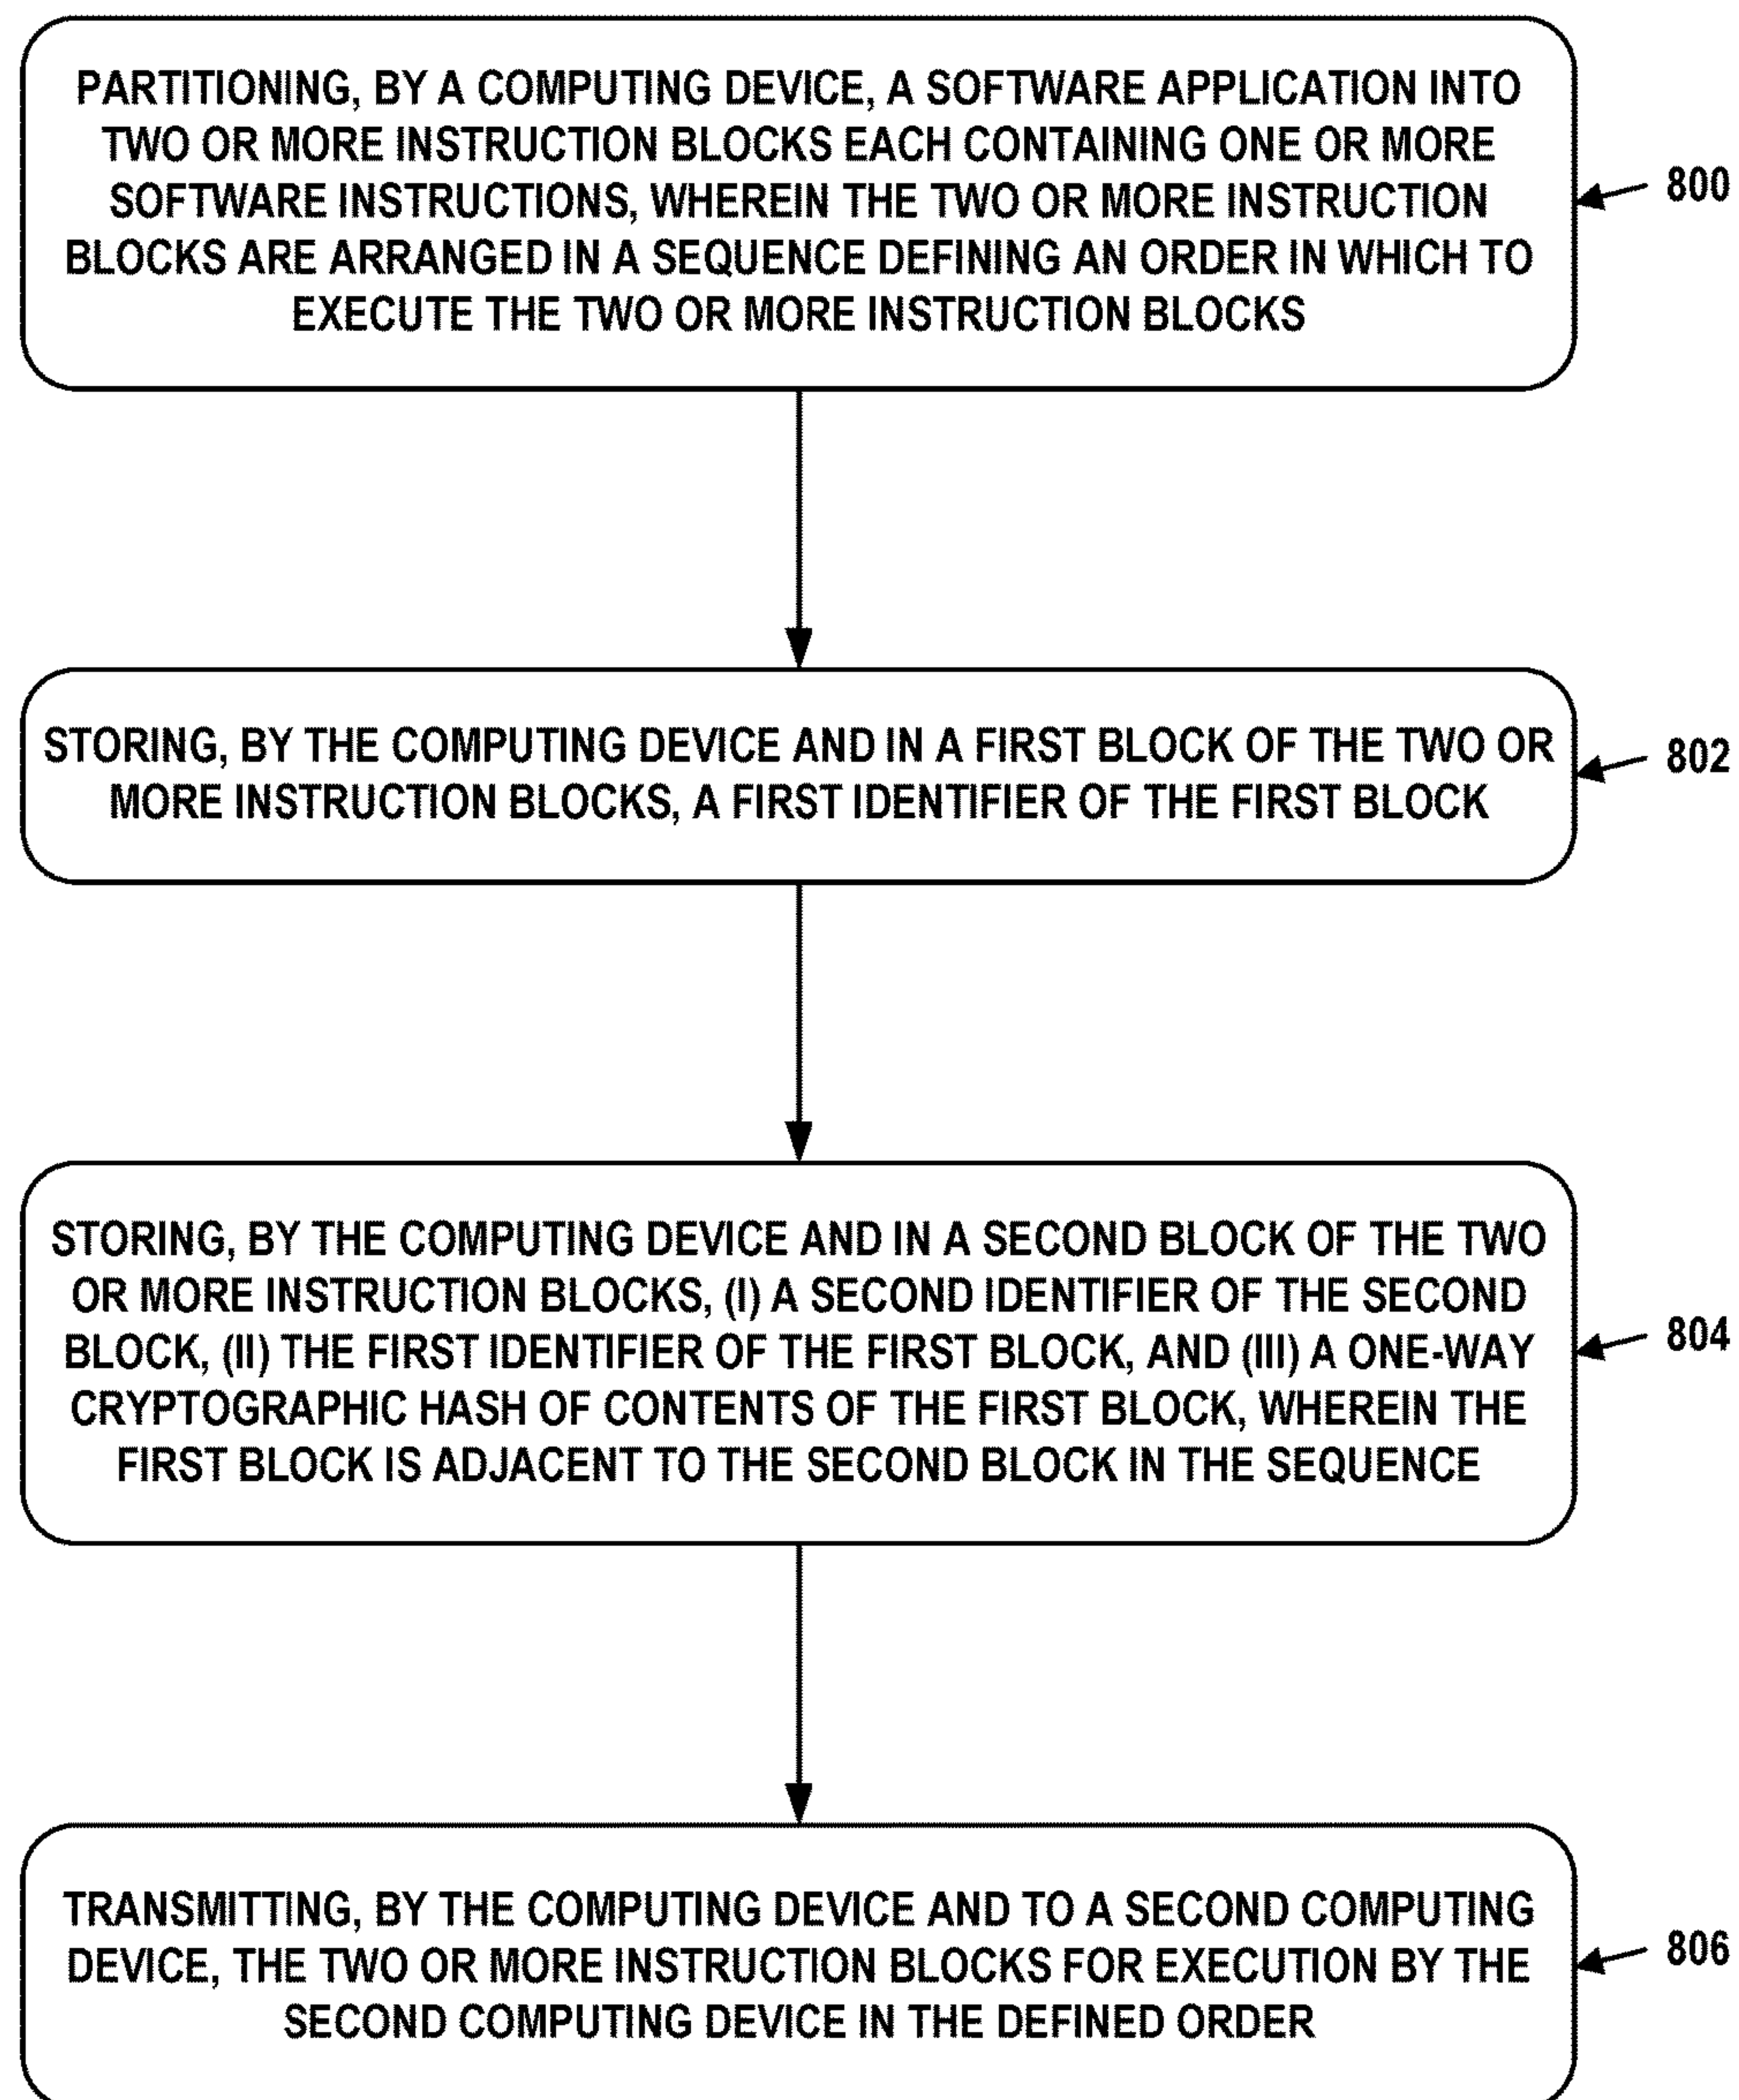 PARTITIONING, BY A COMPUTING DEVICE, A SOFTWARE APPLICATION INTO
TWO OR MORE INSTRUCTION BLOCKS EACH CONTAINING ONE OR MORE
SOFTWARE INSTRUCTIONS, WHEREIN THE TWO OR MORE INSTRUCTION
BLOCKS ARE ARRANGED IN A SEQUENCE DEFINING AN ORDER IN WHICH TO
EXECUTE THE TWO OR MORE INSTRUCTION BLOCKS
800
STORING, BY THE COMPUTING DEVICE AND IN A FIRST BLOCK OF THE TWO OR
MORE INSTRUCTION BLOCKS, A FIRST IDENTIFIER OF THE FIRST BLOCK
802
STORING, BY THE COMPUTING DEVICE AND IN A SECOND BLOCK OF THE TWO
OR MORE INSTRUCTION BLOCKS, (I) A SECOND IDENTIFIER OF THE SECOND
BLOCK, (II) THE FIRST IDENTIFIER OF THE FIRST BLOCK, AND (III) A ONE-WAY
CRYPTOGRAPHIC HASH OF CONTENTS OF THE FIRST BLOCK, WHEREIN THE
FIRST BLOCK IS ADJACENT TO THE SECOND BLOCK IN THE SEQUENCE
804
TRANSMITTING, BY THE COMPUTING DEVICE AND TO A SECOND COMPUTING
DEVICE, THE TWO OR MORE INSTRUCTION BLOCKS FOR EXECUTION BY THE
SECOND COMPUTING DEVICE IN THE DEFINED ORDER
806